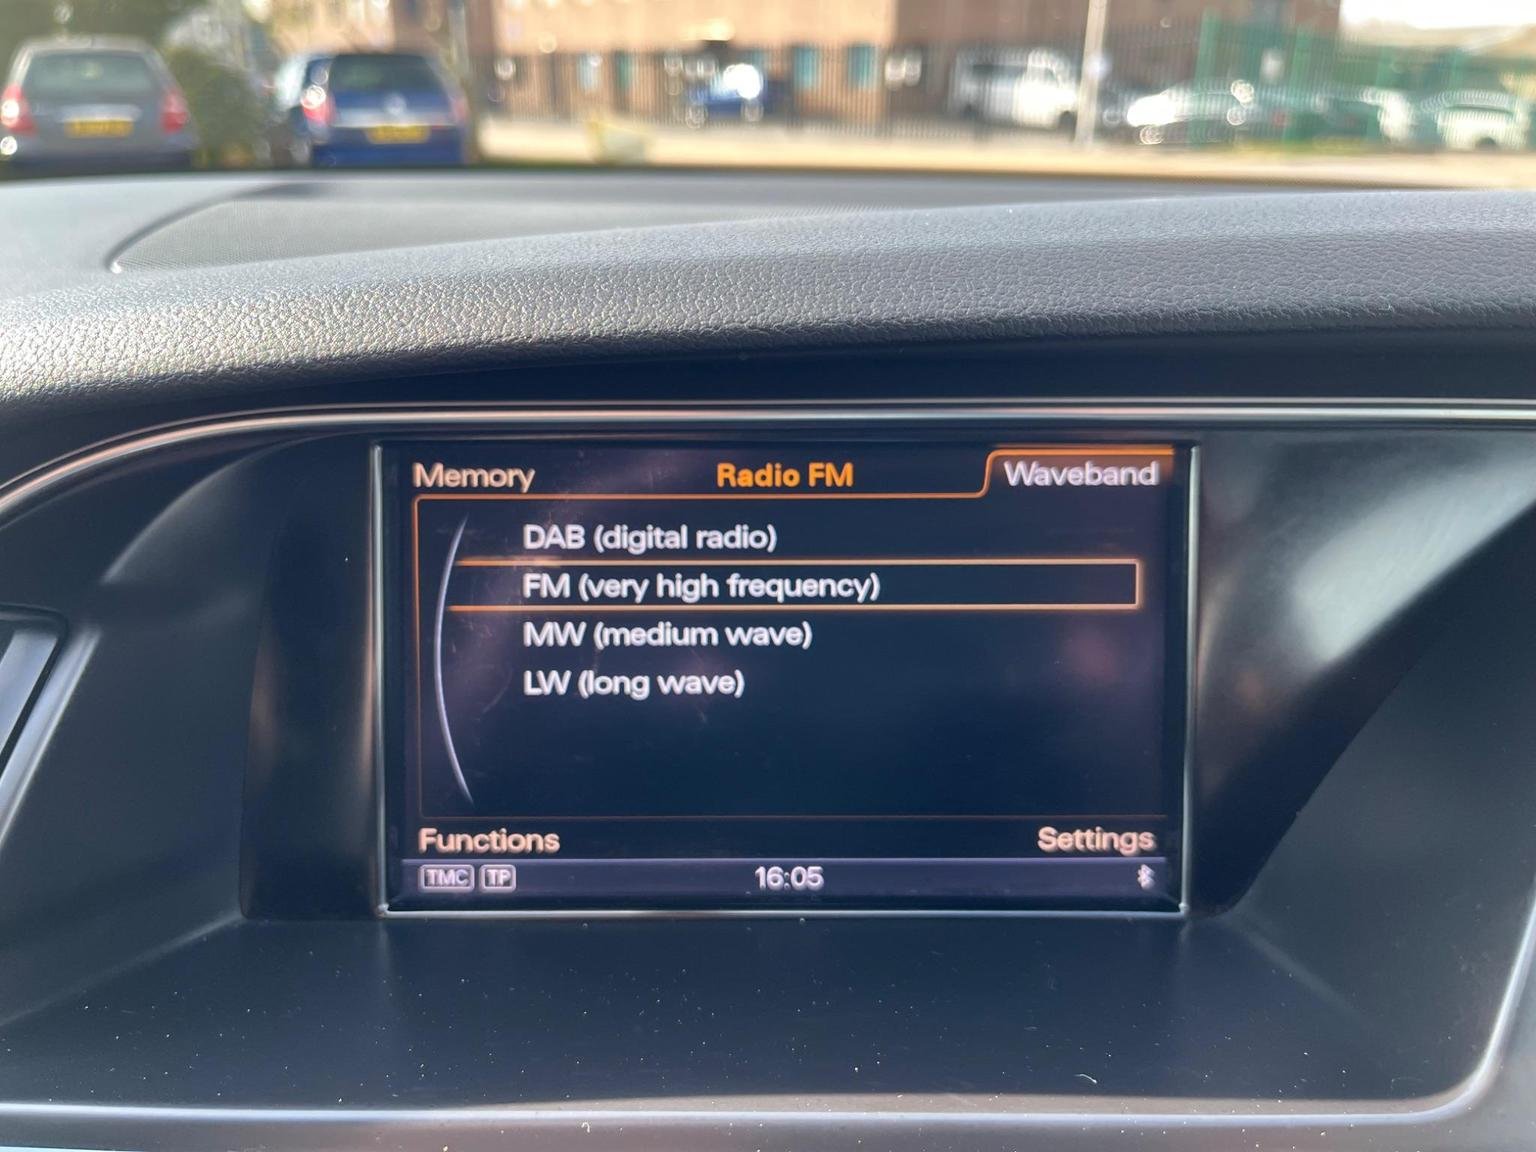 Memory Radio FM Waveband
DAB (digital radio)
FM (very high frequency)
MW (medium wave)
LW (long wave)
Functions Settings
TMC TP 16:05